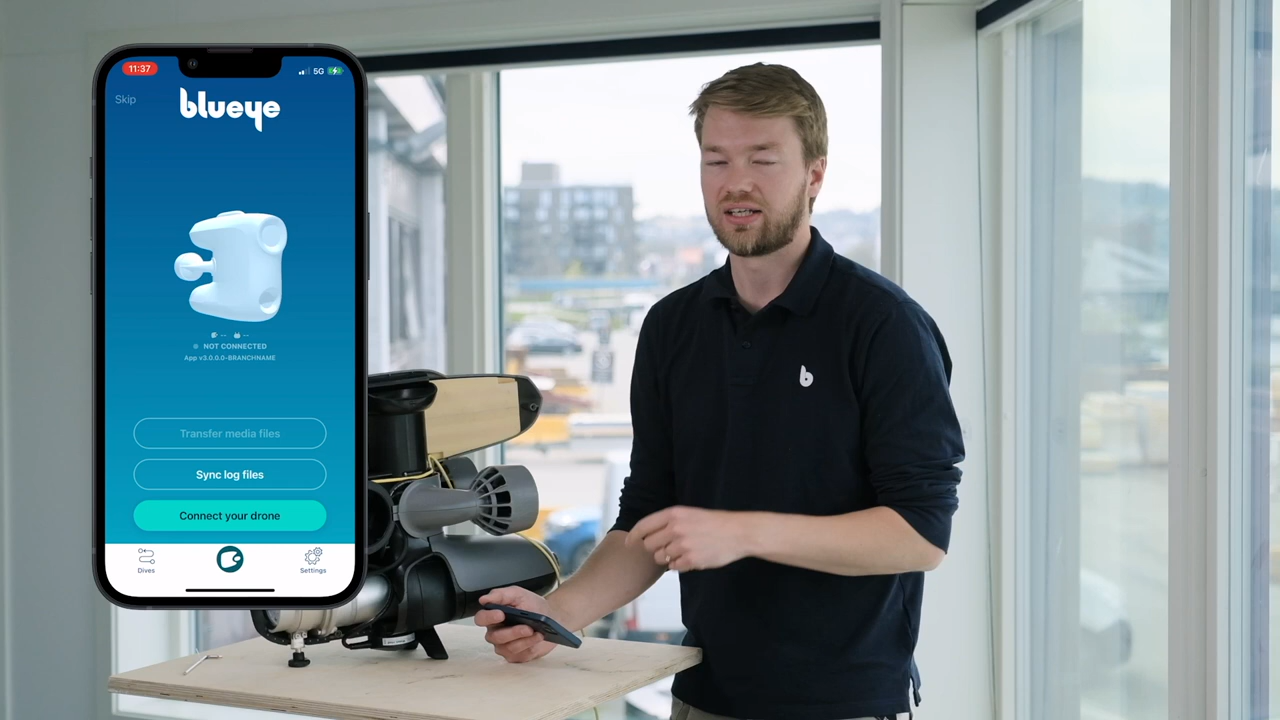 11:37
5G
Skip
blueye
-- --
NOT CONNECTED
App v3.0.0.0-BRANCHNAME
Transfer media files
Sync log files
Connect your drone
Dives
Settings
b